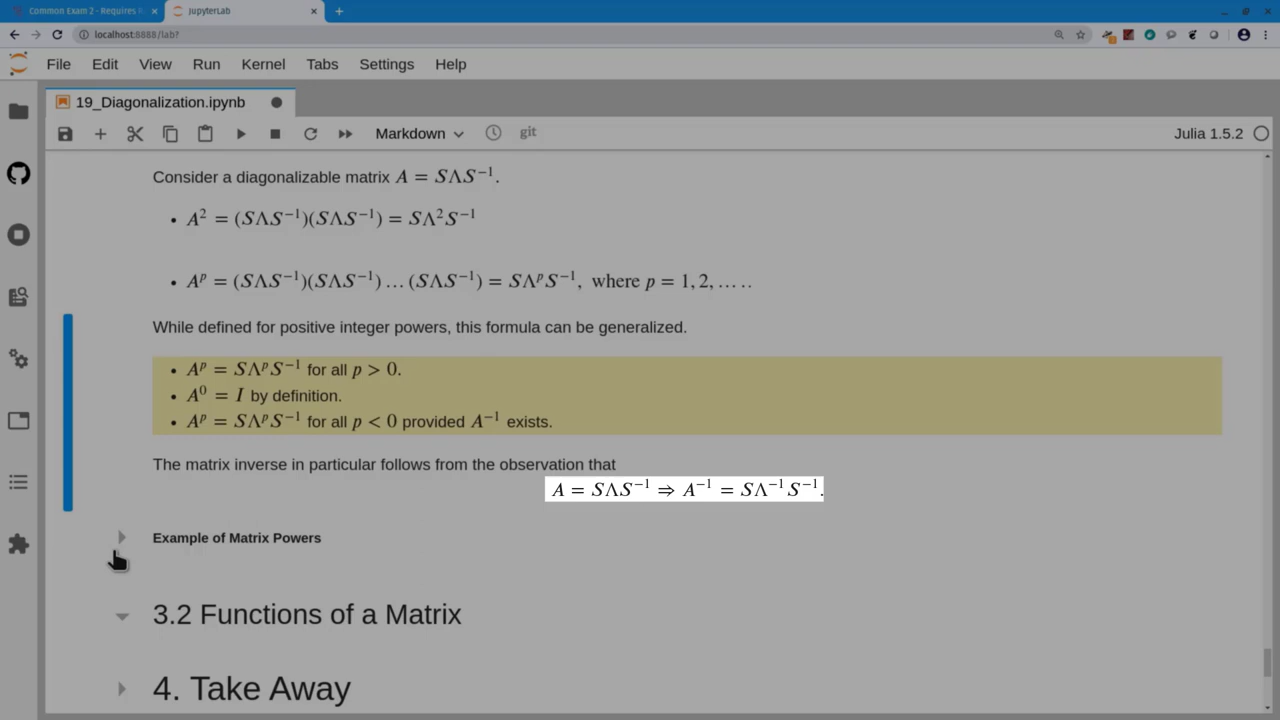 Common Exam 2 - Requires R
JupyterLab
localhost:8888/lab?
File Edit View Run Kernel Tabs Settings Help
19_Diagonalization.ipynb
Markdown git Julia 1.5.2
Consider a diagonalizable matrix A = SΛS⁻¹.
• A² = (SΛS⁻¹)(SΛS⁻¹) = SΛ²S⁻¹
• Aᵖ = (SΛS⁻¹)(SΛS⁻¹) … (SΛS⁻¹) = SΛᵖS⁻¹, where p = 1, 2, … ..
While defined for positive integer powers, this formula can be generalized.
• Aᵖ = SΛᵖS⁻¹ for all p > 0.
• A⁰ = I by definition.
• Aᵖ = SΛᵖS⁻¹ for all p < 0 provided A⁻¹ exists.
The matrix inverse in particular follows from the observation that
A = SΛS⁻¹ ⇒ A⁻¹ = SΛ⁻¹S⁻¹.
Example of Matrix Powers
3.2 Functions of a Matrix
4. Take Away